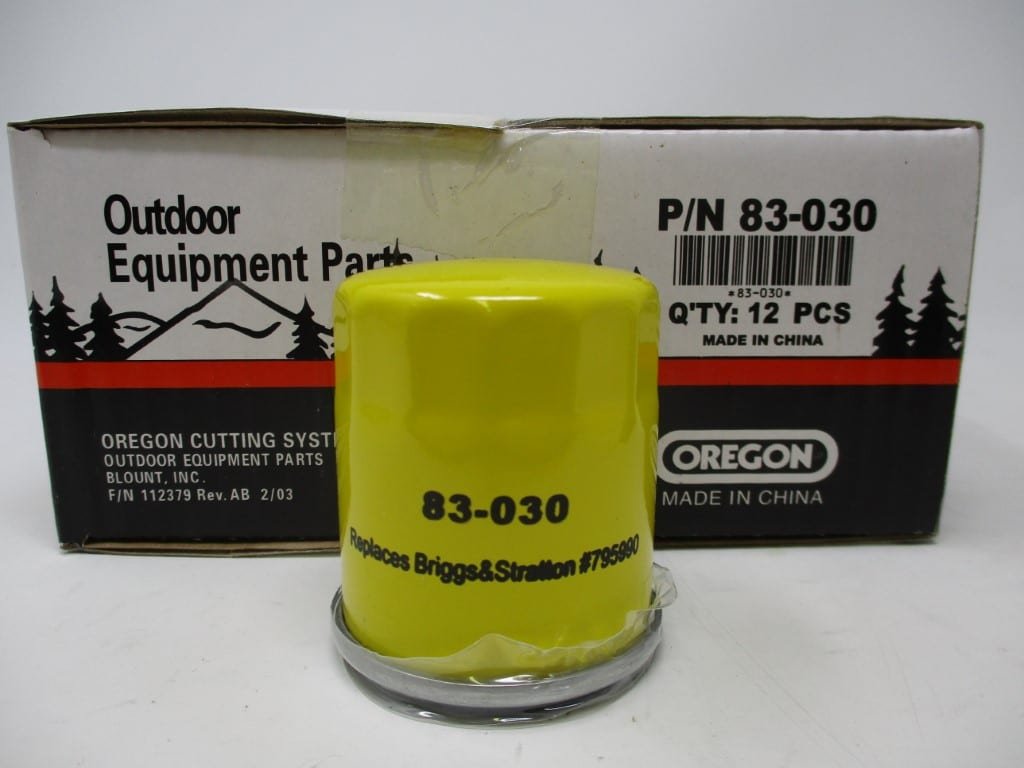 Outdoor
Equipment Parts
P/N 83-030
*83-030*
Q'TY: 12 PCS
MADE IN CHINA
OREGON CUTTING SYSTE
OUTDOOR EQUIPMENT PARTS
BLOUNT, INC.
F/N 112379 Rev. AB 2/03
OREGON
MADE IN CHINA
83-030
Replaces Briggs&Stratton #795990